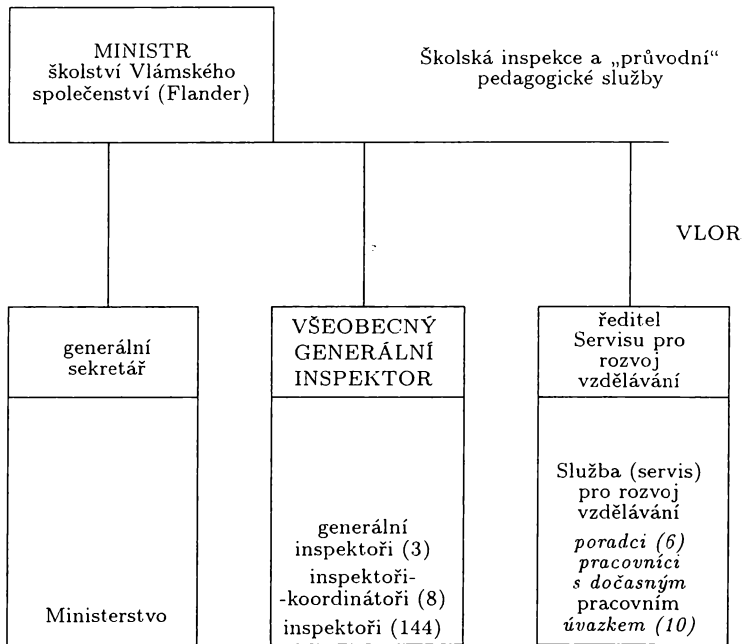 MINISTR
školství Vlámského
společenství (Flander)
Školská inspekce a „průvodní“
pedagogické služby
VLOR
generální
sekretář
Ministerstvo
VŠEOBECNÝ
GENERÁLNÍ
INSPEKTOR
generální
inspektoři (3)
inspektoři-
-koordinátoři (8)
inspektoři (144)
ředitel
Servisu pro
rozvoj
vzdělávání
Služba (servis)
pro rozvoj
vzdělávání
poradci (6)
pracovníci
s dočasným
pracovním
úvazkem (10)